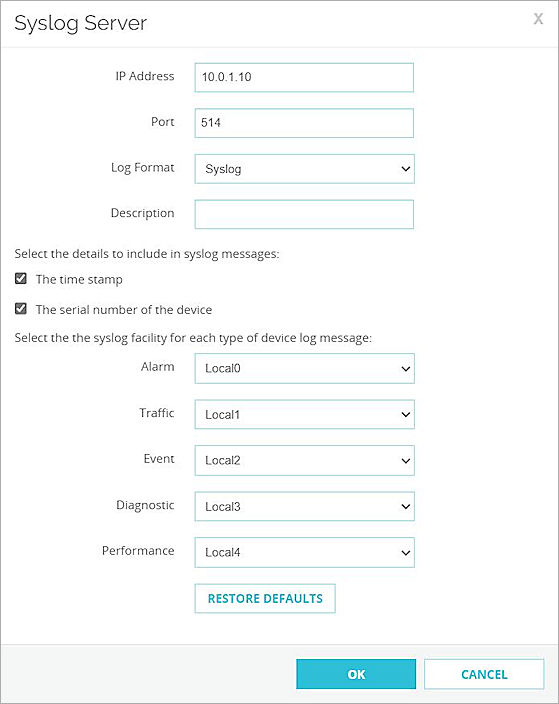 Syslog Server X
IP Address 10.0.1.10
Port 514
Log Format Syslog
Description
Select the details to include in syslog messages:
The time stamp
The serial number of the device
Select the the syslog facility for each type of device log message:
Alarm Local0
Traffic Local1
Event Local2
Diagnostic Local3
Performance Local4
RESTORE DEFAULTS
OK CANCEL